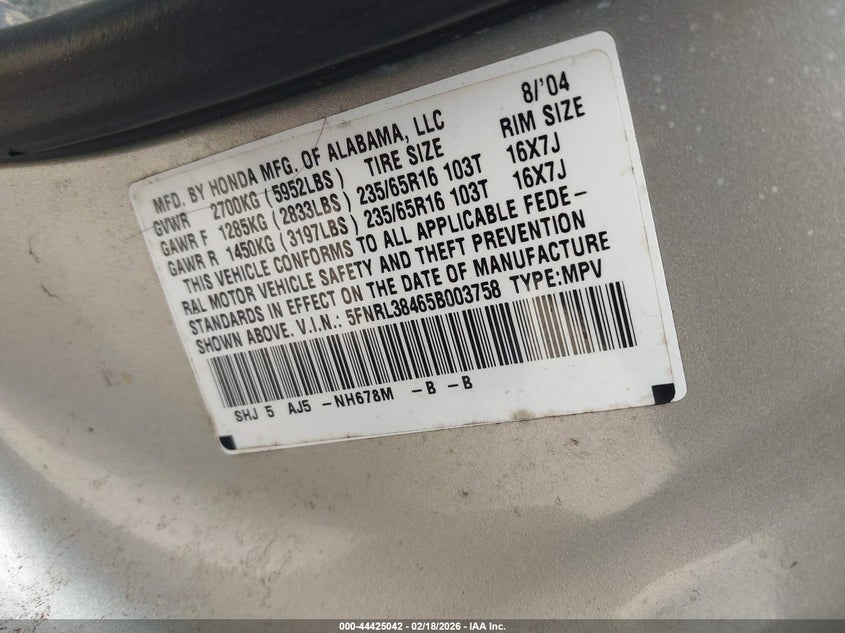 MFD. BY HONDA MFG. OF ALABAMA, LLC 8/'04
GVWR 2700KG (5952LBS) TIRE SIZE RIM SIZE
GAWR F 1285KG (2833LBS) 235/65R16 103T 16X7J
GAWR R 1450KG (3197LBS) 235/65R16 103T 16X7J
THIS VEHICLE CONFORMS TO ALL APPLICABLE FEDE-
RAL MOTOR VEHICLE SAFETY AND THEFT PREVENTION
STANDARDS IN EFFECT ON THE DATE OF MANUFACTURE
SHOWN ABOVE. V.I.N.: 5FNRL38465B003758 TYPE:MPV
SHJ 5 AJ5 -NH678M -B -B
000-44425042 - 02/18/2026 - IAA Inc.